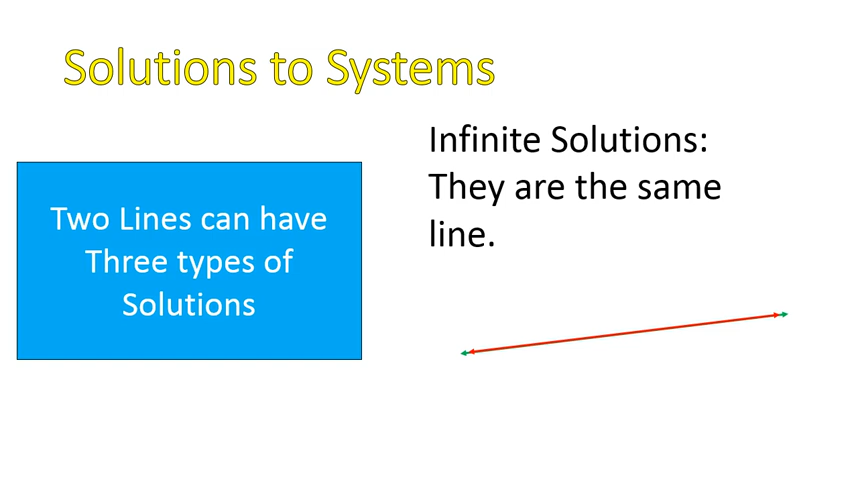 Solutions to Systems
Two Lines can have
Three types of
Solutions
Infinite Solutions:
They are the same
line.